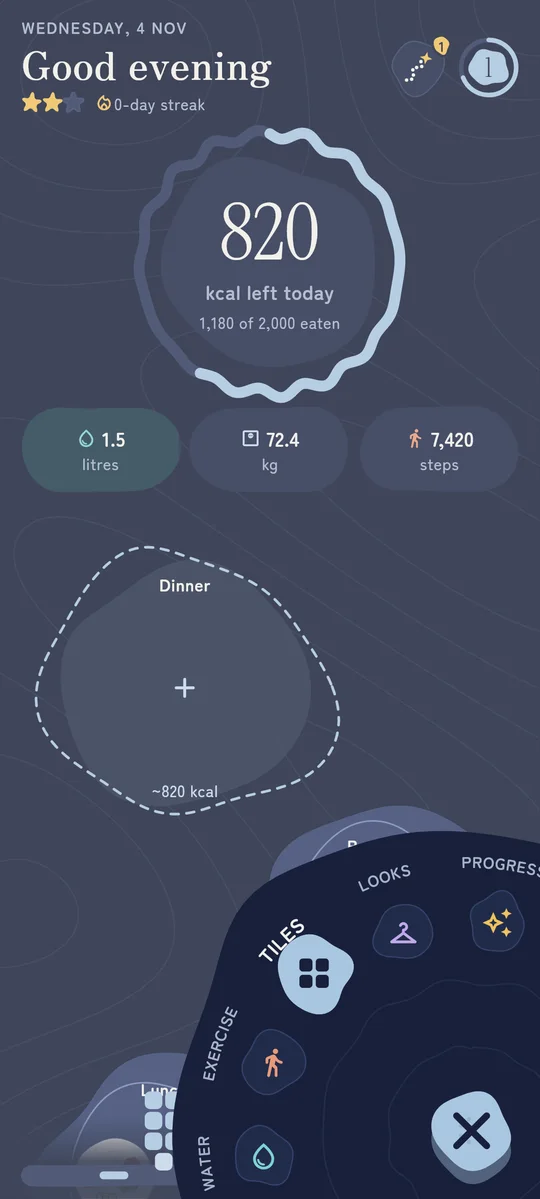 WEDNESDAY, 4 NOV
Good evening
1
1
0-day streak
820
kcal left today
1,180 of 2,000 eaten
1.5
litres
72.4
kg
7,420
steps
Dinner
~820 kcal
PROGRESS
LOOKS
TILES
EXERCISE
WATER